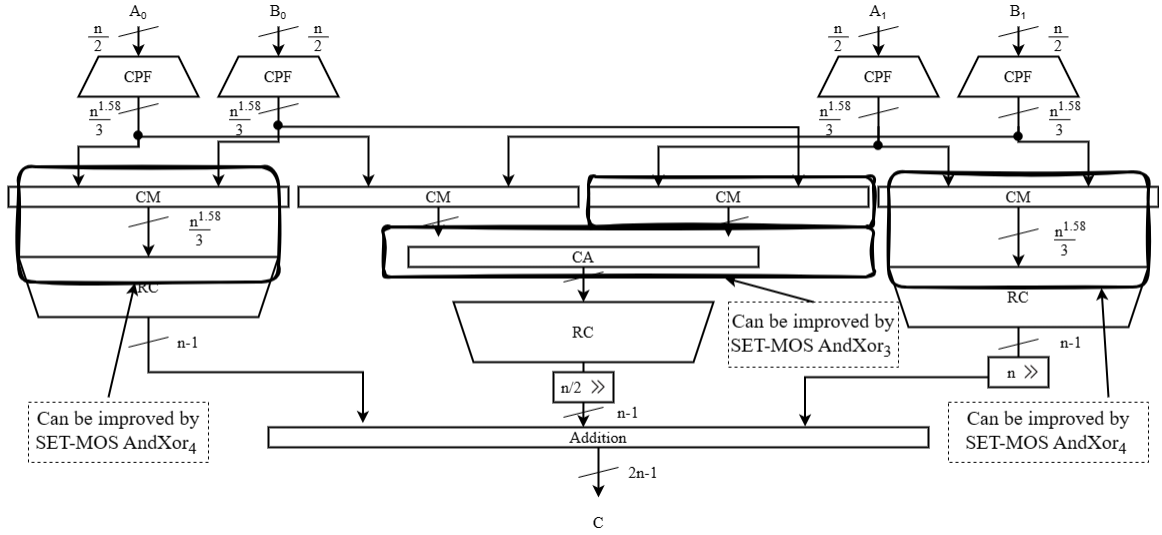 A₀ B₀ A₁ B₁
n/2 n/2 n/2 n/2
CPF CPF CPF CPF
n^1.58/3 n^1.58/3 n^1.58/3 n^1.58/3
CM CM CM CM
n^1.58/3 n^1.58/3
CA
RC RC RC
Can be improved by
SET-MOS AndXor₃
n-1 n-1
n/2 >> n >>
n-1
Can be improved by
SET-MOS AndXor₄
Can be improved by
SET-MOS AndXor₄
Addition
2n-1
C